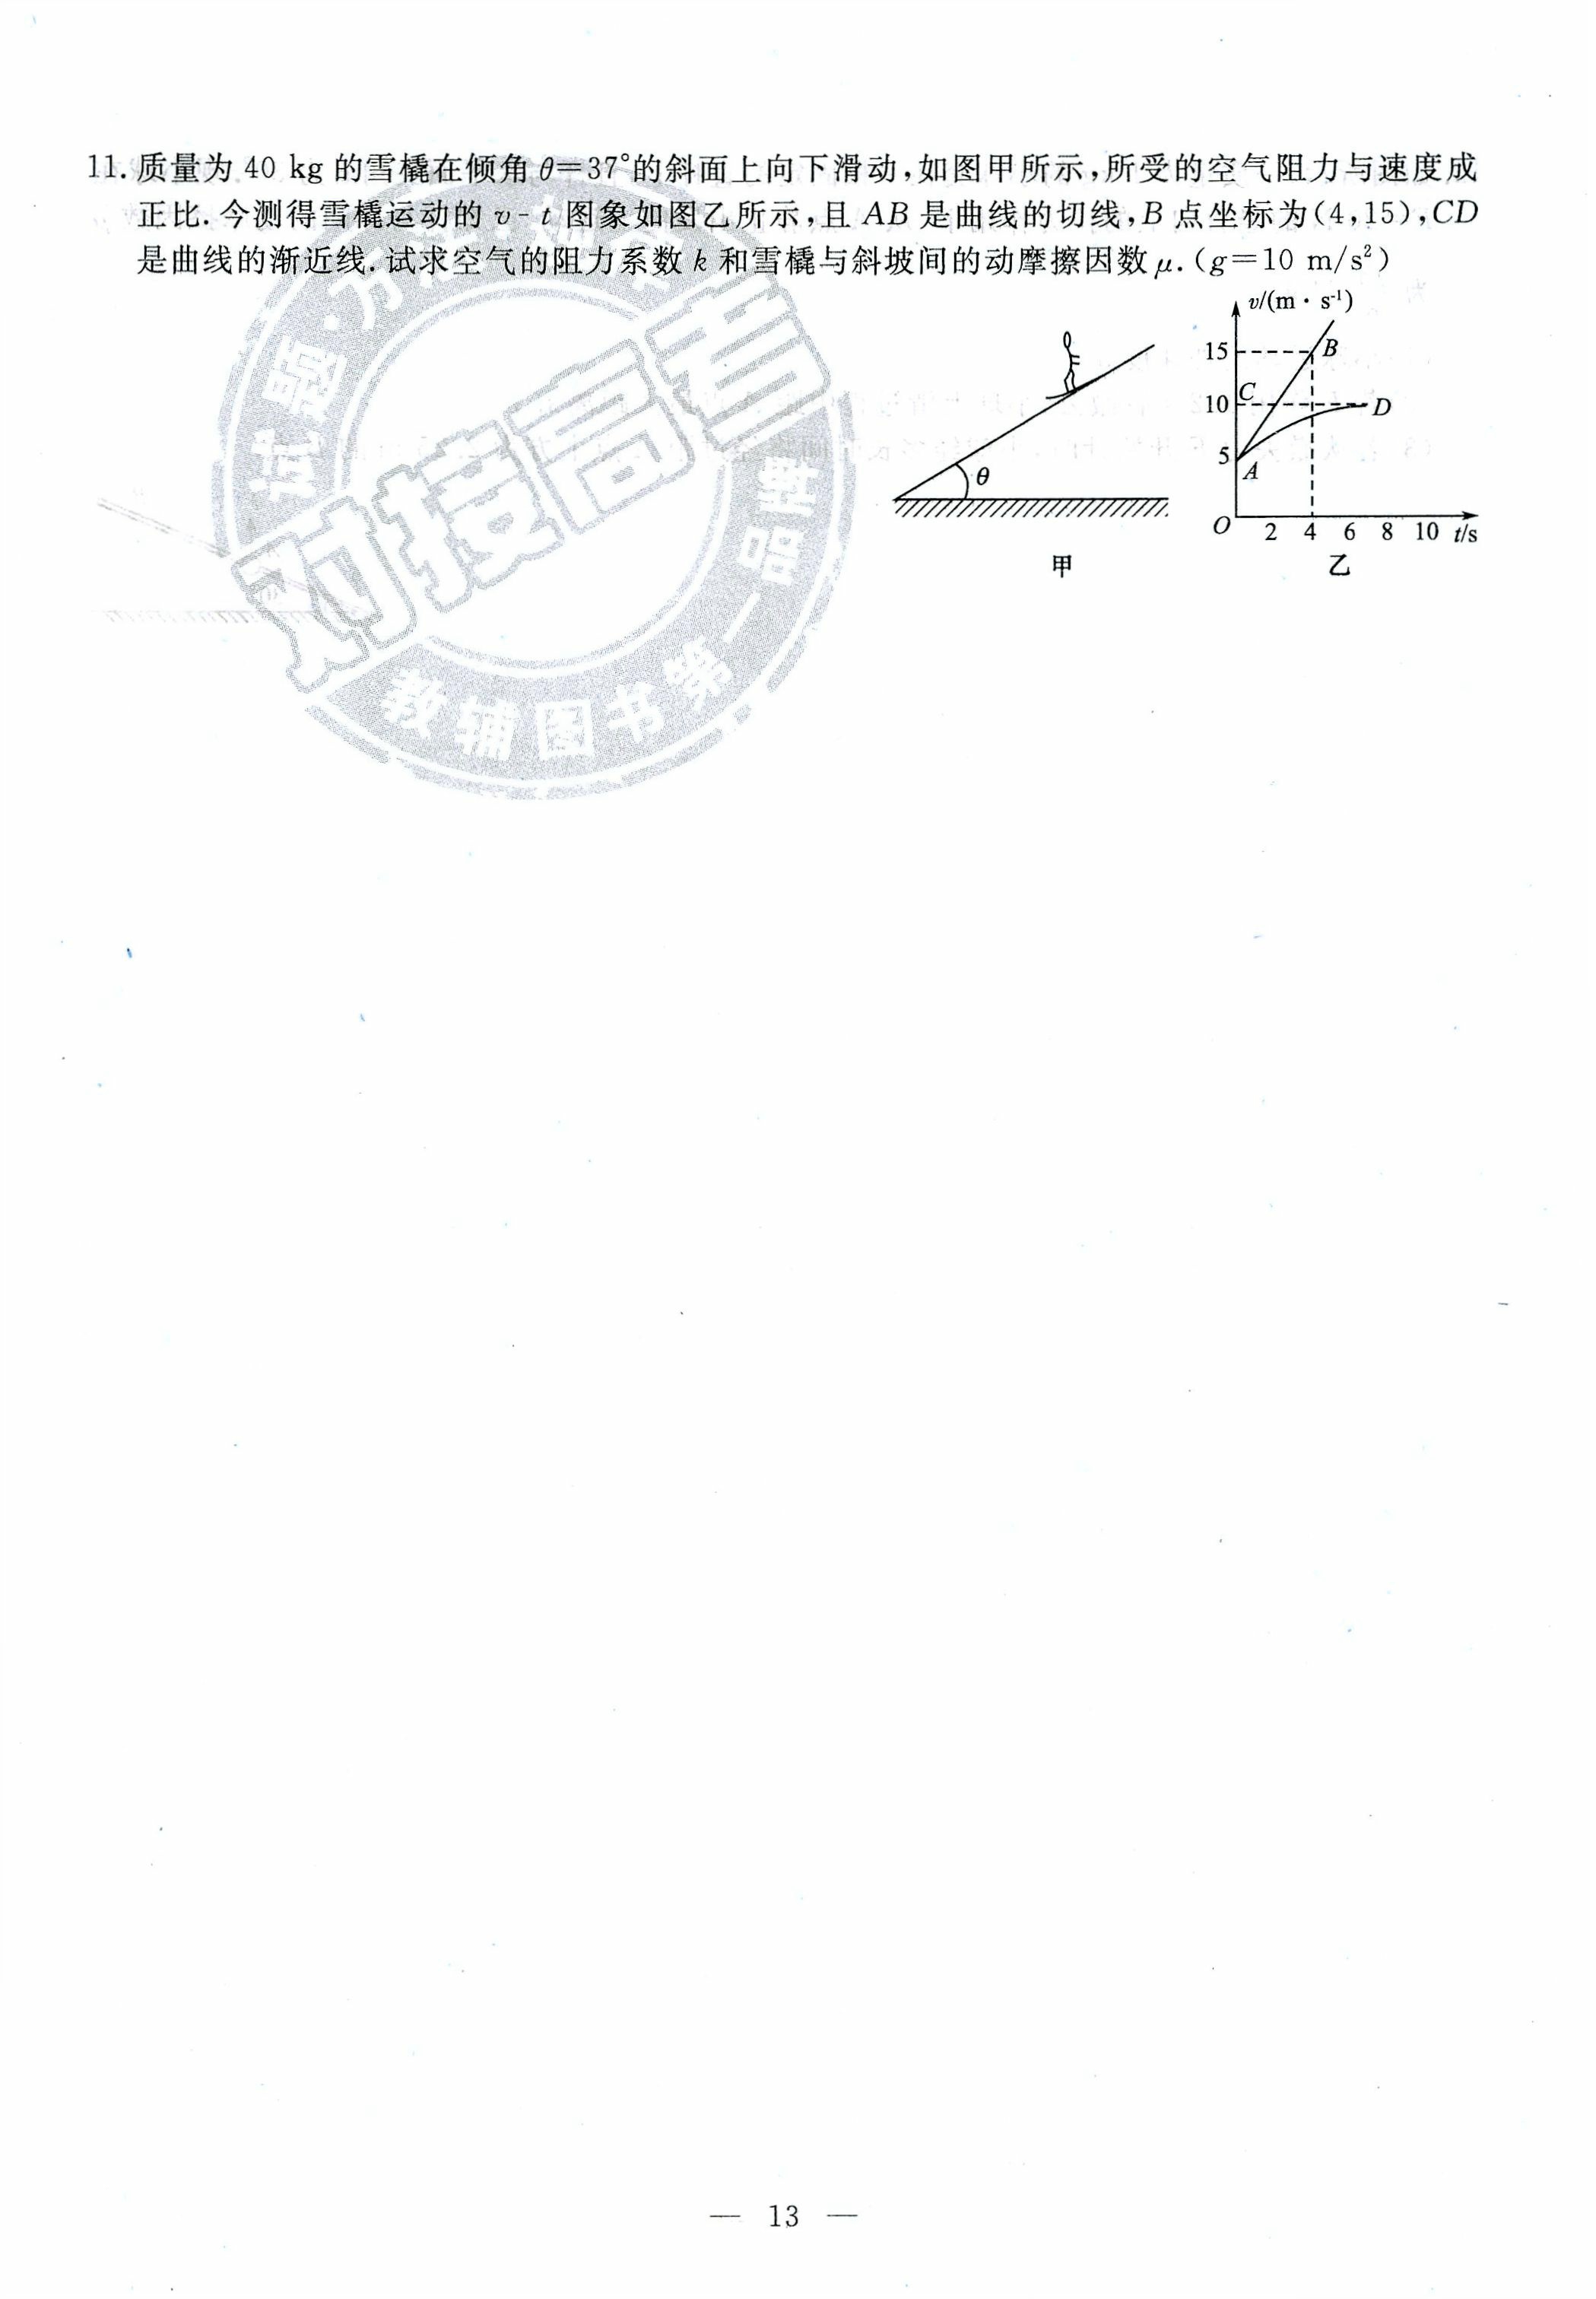 11. 质量为 40 kg 的雪橇在倾角 θ=37°的斜面上向下滑动,如图甲所示,所受的空气阻力与速度成
正比. 今测得雪橇运动的 v-t 图象如图乙所示,且 AB 是曲线的切线,B 点坐标为(4,15),CD
是曲线的渐近线. 试求空气的阻力系数 k 和雪橇与斜坡间的动摩擦因数 μ. (g=10 m/s²)
θ
甲
v/(m · s⁻¹)
15
B
C
10
D
5
A
O
2 4 6 8 10 t/s
乙
对接高考
教辅图书第一品牌
— 13 —